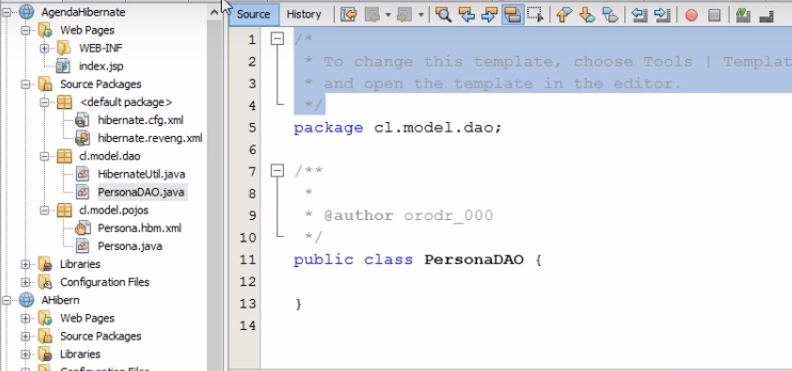 AgendaHibernate
Web Pages
WEB-INF
index.jsp
Source Packages
<default package>
hibernate.cfg.xml
hibernate.reveng.xml
cl.model.dao
HibernateUtil.java
PersonaDAO.java
cl.model.pojos
Persona.hbm.xml
Persona.java
Libraries
Configuration Files
AHibern
Web Pages
Source Packages
Libraries
Configuration Files
Source History
1 /*
2 * To change this template, choose Tools | Templat
3 * and open the template in the editor.
4 */
5 package cl.model.dao;
6
7 /**
8 *
9 * @author orodr_000
10 */
11 public class PersonaDAO {
12
13 }
14